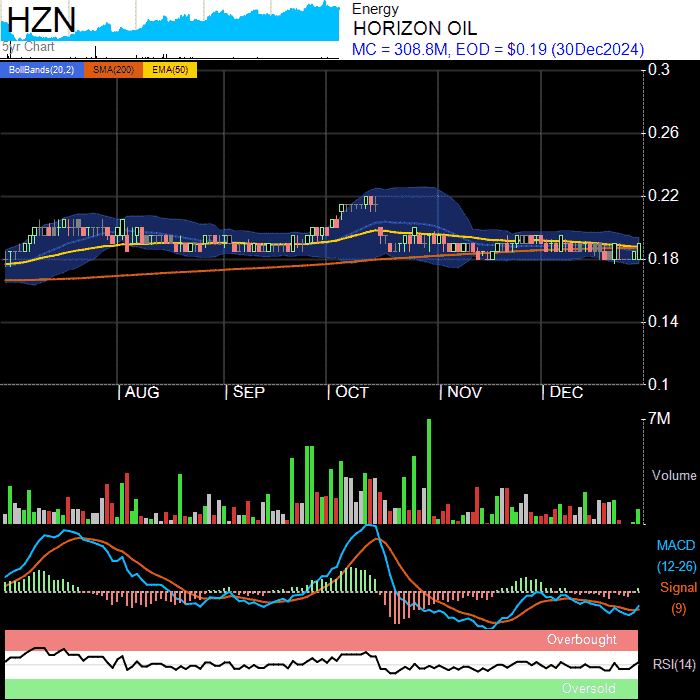 HZN
5yr Chart
Energy
HORIZON OIL
MC = 308.8M, EOD = $0.19 (30Dec2024)
BollBands(20,2) SMA(200) EMA(50)
0.3
0.26
0.22
0.18
0.14
0.1
AUG SEP OCT NOV DEC
7M
Volume
MACD
(12-26)
Signal
(9)
Overbought
RSI(14)
Oversold